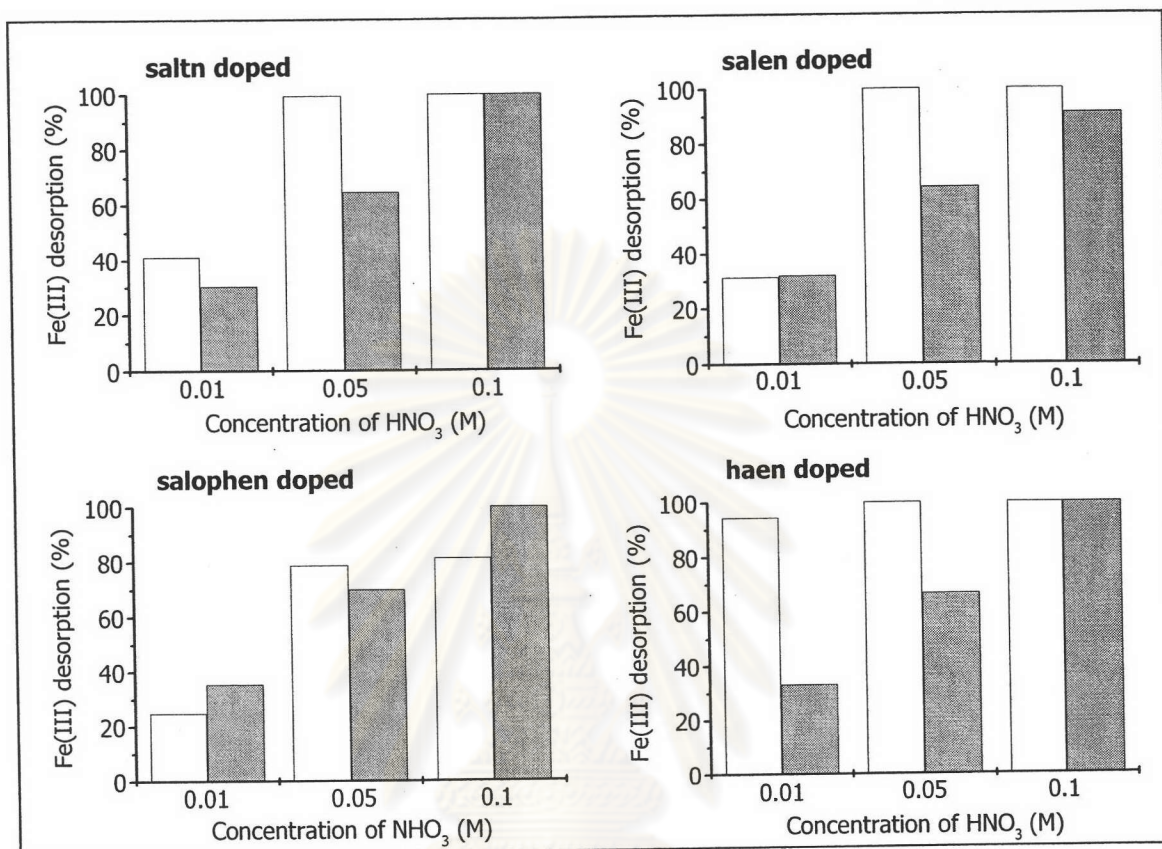 saltn doped
Fe(III) desorption (%)
100
80
60
40
20
0
0.01 0.05 0.1
Concentration of HNO3 (M)
salen doped
Fe(III) desorption (%)
100
80
60
40
20
0
0.01 0.05 0.1
Concentration of HNO3 (M)
salophen doped
Fe(III) desorption (%)
100
80
60
40
20
0
0.01 0.05 0.1
Concentration of NHO3 (M)
haen doped
Fe(III) desorption (%)
100
80
60
40
20
0
0.01 0.05 0.1
Concentration of HNO3 (M)